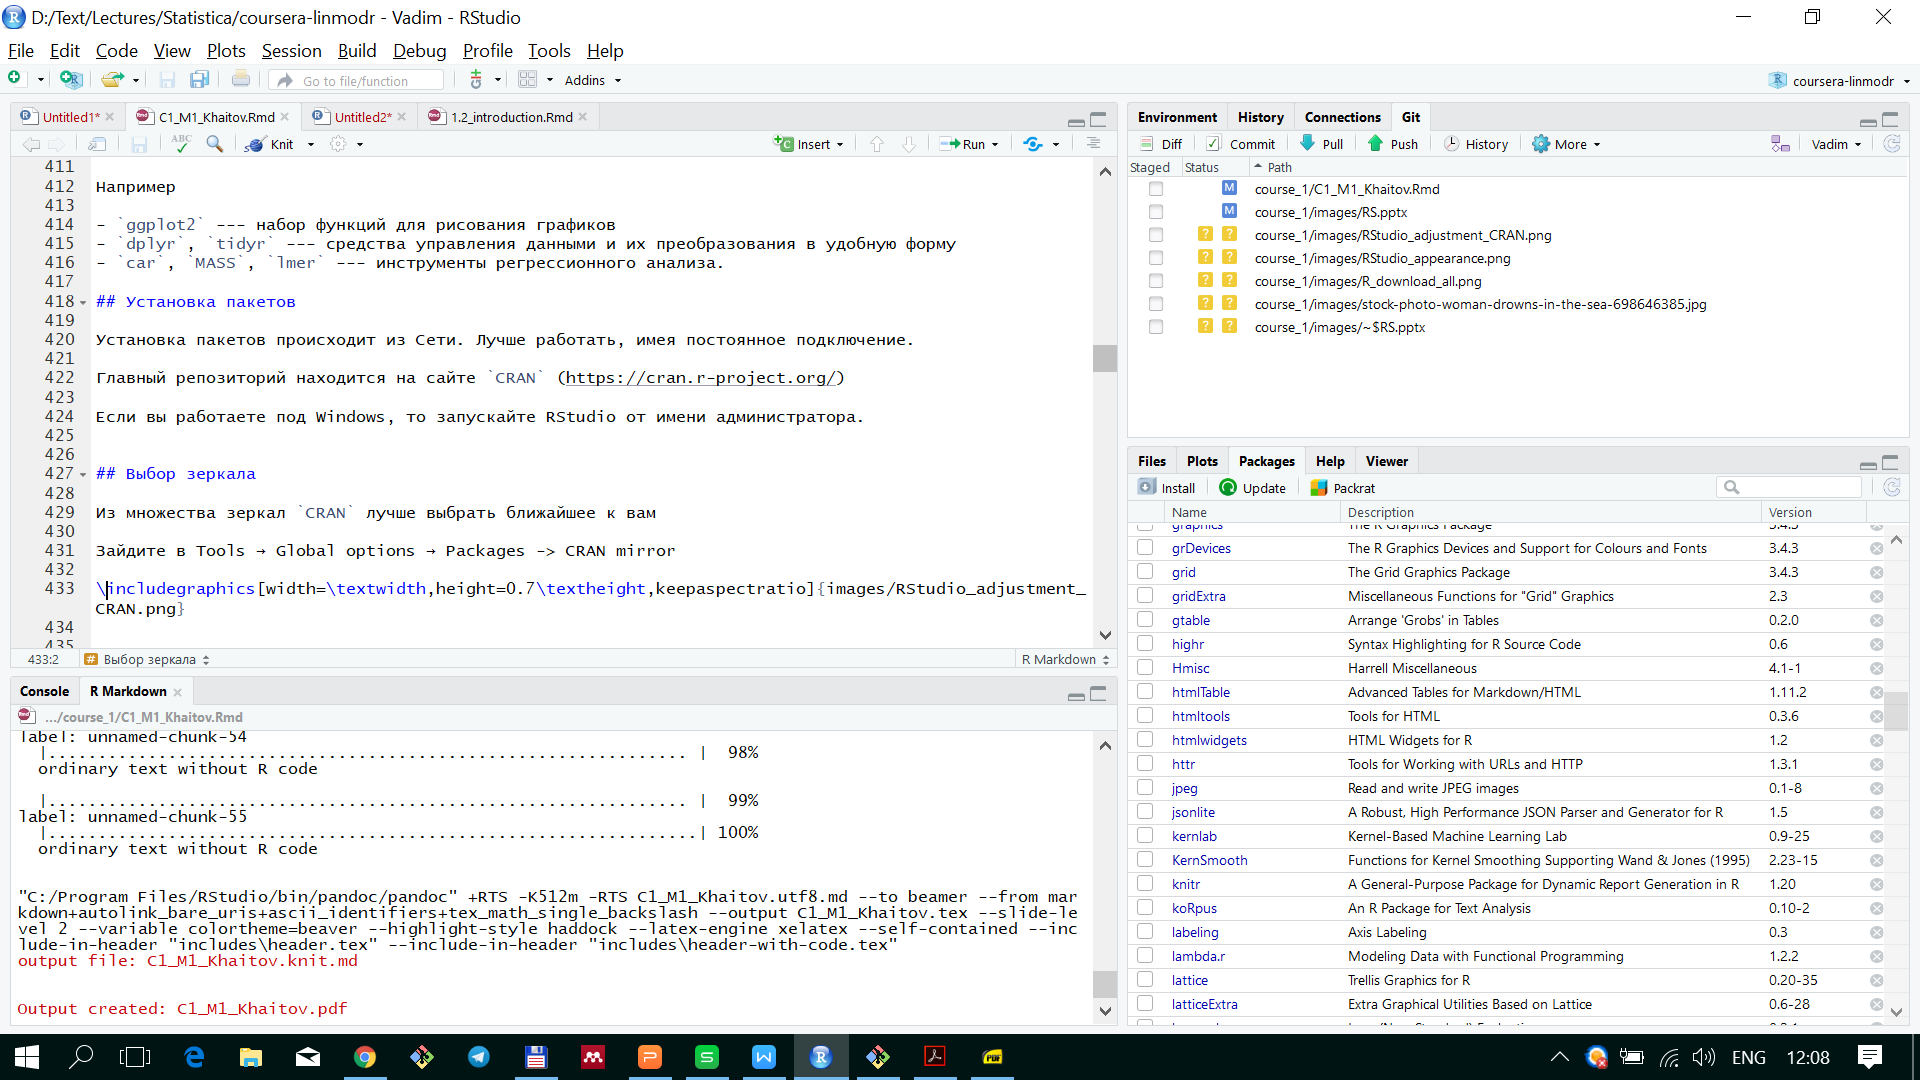 D:/Text/Lectures/Statistica/coursera-linmodr - Vadim - RStudio
File Edit Code View Plots Session Build Debug Profile Tools Help
Go to file/function
Addins
coursera-linmodr
Untitled1*
C1_M1_Khaitov.Rmd
Untitled2*
1.2_introduction.Rmd
ABC
Knit
Insert
Run
411
412 Например
413
414 - `ggplot2` --- набор функций для рисования графиков
415 - `dplyr`, `tidyr` --- средства управления данными и их преобразования в удобную форму
416 - `car`, `MASS`, `lmer` --- инструменты регрессионного анализа.
417
418 ## Установка пакетов
419
420 Установка пакетов происходит из Сети. Лучше работать, имея постоянное подключение.
421
422 Главный репозиторий находится на сайте `CRAN` (https://cran.r-project.org/)
423
424 Если вы работаете под Windows, то запускайте RStudio от имени администратора.
425
426
427 ## Выбор зеркала
428
429 Из множества зеркал `CRAN` лучше выбрать ближайшее к вам
430
431 Зайдите в Tools → Global options → Packages -> CRAN mirror
432
433 \includegraphics[width=\textwidth,height=0.7\textheight,keepaspectratio]{images/RStudio_adjustment_
CRAN.png}
434
435
433:2
# Выбор зеркала
R Markdown
Console
R Markdown
.../course_1/C1_M1_Khaitov.Rmd
label: unnamed-chunk-54
|................................................................ | 98%
ordinary text without R code
|................................................................ | 99%
label: unnamed-chunk-55
|.................................................................| 100%
ordinary text without R code
"C:/Program Files/RStudio/bin/pandoc/pandoc" +RTS -K512m -RTS C1_M1_Khaitov.utf8.md --to beamer --from mar
kdown+autolink_bare_uris+ascii_identifiers+tex_math_single_backslash --output C1_M1_Khaitov.tex --slide-le
vel 2 --variable colortheme=beaver --highlight-style haddock --latex-engine xelatex --self-contained --inc
lude-in-header "includes\header.tex" --include-in-header "includes\header-with-code.tex"
output file: C1_M1_Khaitov.knit.md
Output created: C1_M1_Khaitov.pdf
Environment History Connections Git
Diff Commit Pull Push History More
Vadim
Staged Status Path
M course_1/C1_M1_Khaitov.Rmd
M course_1/images/RS.pptx
? ? course_1/images/RStudio_adjustment_CRAN.png
? ? course_1/images/RStudio_appearance.png
? ? course_1/images/R_download_all.png
? ? course_1/images/stock-photo-woman-drowns-in-the-sea-698646385.jpg
? ? course_1/images/~$RS.pptx
Files Plots Packages Help Viewer
Install Update Packrat
Name Description Version
graphics The R Graphics Package 3.4.3
grDevices The R Graphics Devices and Support for Colours and Fonts 3.4.3
grid The Grid Graphics Package 3.4.3
gridExtra Miscellaneous Functions for "Grid" Graphics 2.3
gtable Arrange 'Grobs' in Tables 0.2.0
highr Syntax Highlighting for R Source Code 0.6
Hmisc Harrell Miscellaneous 4.1-1
htmlTable Advanced Tables for Markdown/HTML 1.11.2
htmltools Tools for HTML 0.3.6
htmlwidgets HTML Widgets for R 1.2
httr Tools for Working with URLs and HTTP 1.3.1
jpeg Read and write JPEG images 0.1-8
jsonlite A Robust, High Performance JSON Parser and Generator for R 1.5
kernlab Kernel-Based Machine Learning Lab 0.9-25
KernSmooth Functions for Kernel Smoothing Supporting Wand & Jones (1995) 2.23-15
knitr A General-Purpose Package for Dynamic Report Generation in R 1.20
koRpus An R Package for Text Analysis 0.10-2
labeling Axis Labeling 0.3
lambda.r Modeling Data with Functional Programming 1.2.2
lattice Trellis Graphics for R 0.20-35
latticeExtra Extra Graphical Utilities Based on Lattice 0.6-28
ENG
12:08